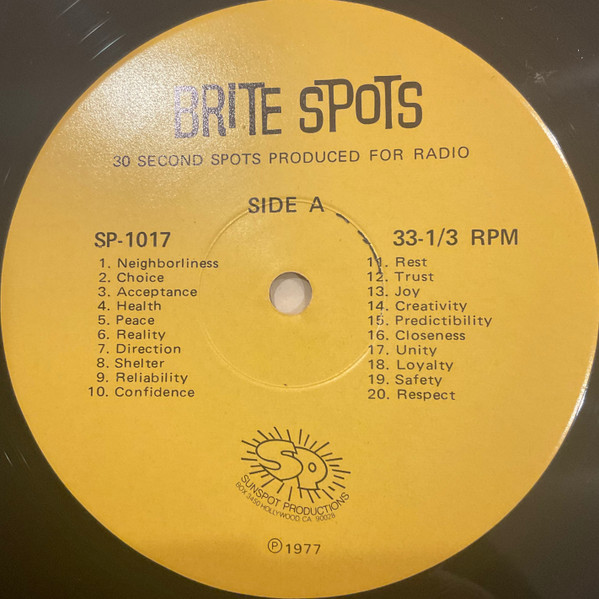 BRITE SPOTS
30 SECOND SPOTS PRODUCED FOR RADIO
SIDE A
SP-1017
33-1/3 RPM
1. Neighborliness
2. Choice
3. Acceptance
4. Health
5. Peace
6. Reality
7. Direction
8. Shelter
9. Reliability
10. Confidence
11. Rest
12. Trust
13. Joy
14. Creativity
15. Predictibility
16. Closeness
17. Unity
18. Loyalty
19. Safety
20. Respect
SP
SUNSPOT PRODUCTIONS
BOX 3450 HOLLYWOOD, CA. 90028
℗ 1977